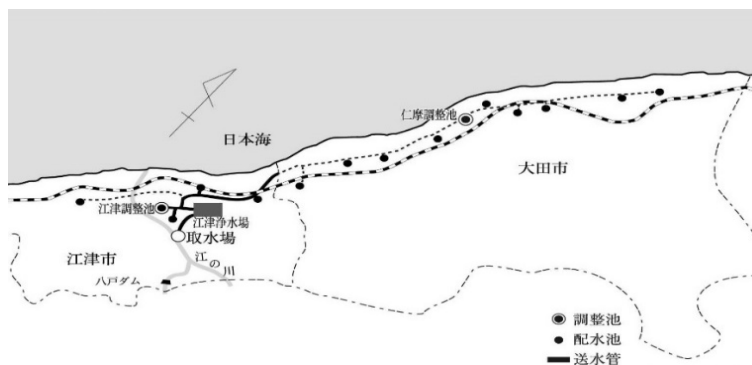 日本海
仁摩調整池
大田市
江津調整池
江津浄水場
取水場
江津市
江の川
八戸ダム
調整池
配水池
送水管